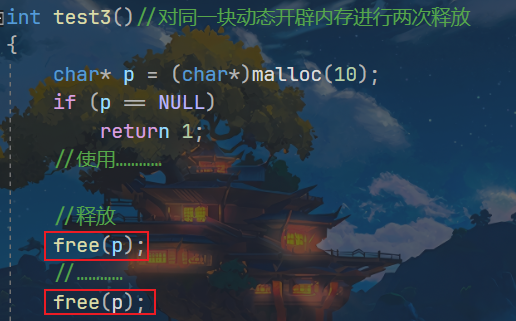 int test3()//对同一块动态开辟内存进行两次释放
{
char* p = (char*)malloc(10);
if (p == NULL)
return 1;
//使用…………
//释放
free(p);
//…………
free(p);